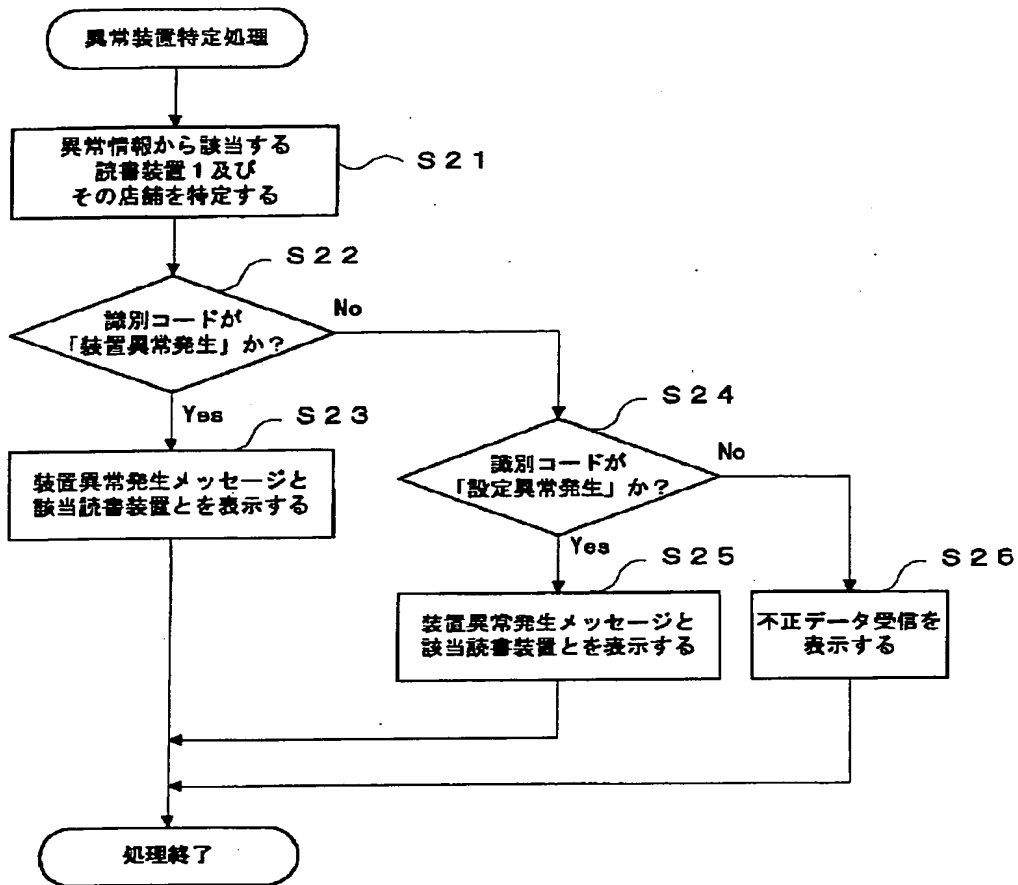 異常装置特定処理
異常情報から該当する
読書装置1及び
その店舗を特定する
S21
S22
識別コードが
「装置異常発生」か?
No
Yes
S23
装置異常発生メッセージと
該当読書装置とを表示する
S24
識別コードが
「設定異常発生」か?
No
Yes
S25
装置異常発生メッセージと
該当読書装置とを表示する
S26
不正データ受信を
表示する
処理終了